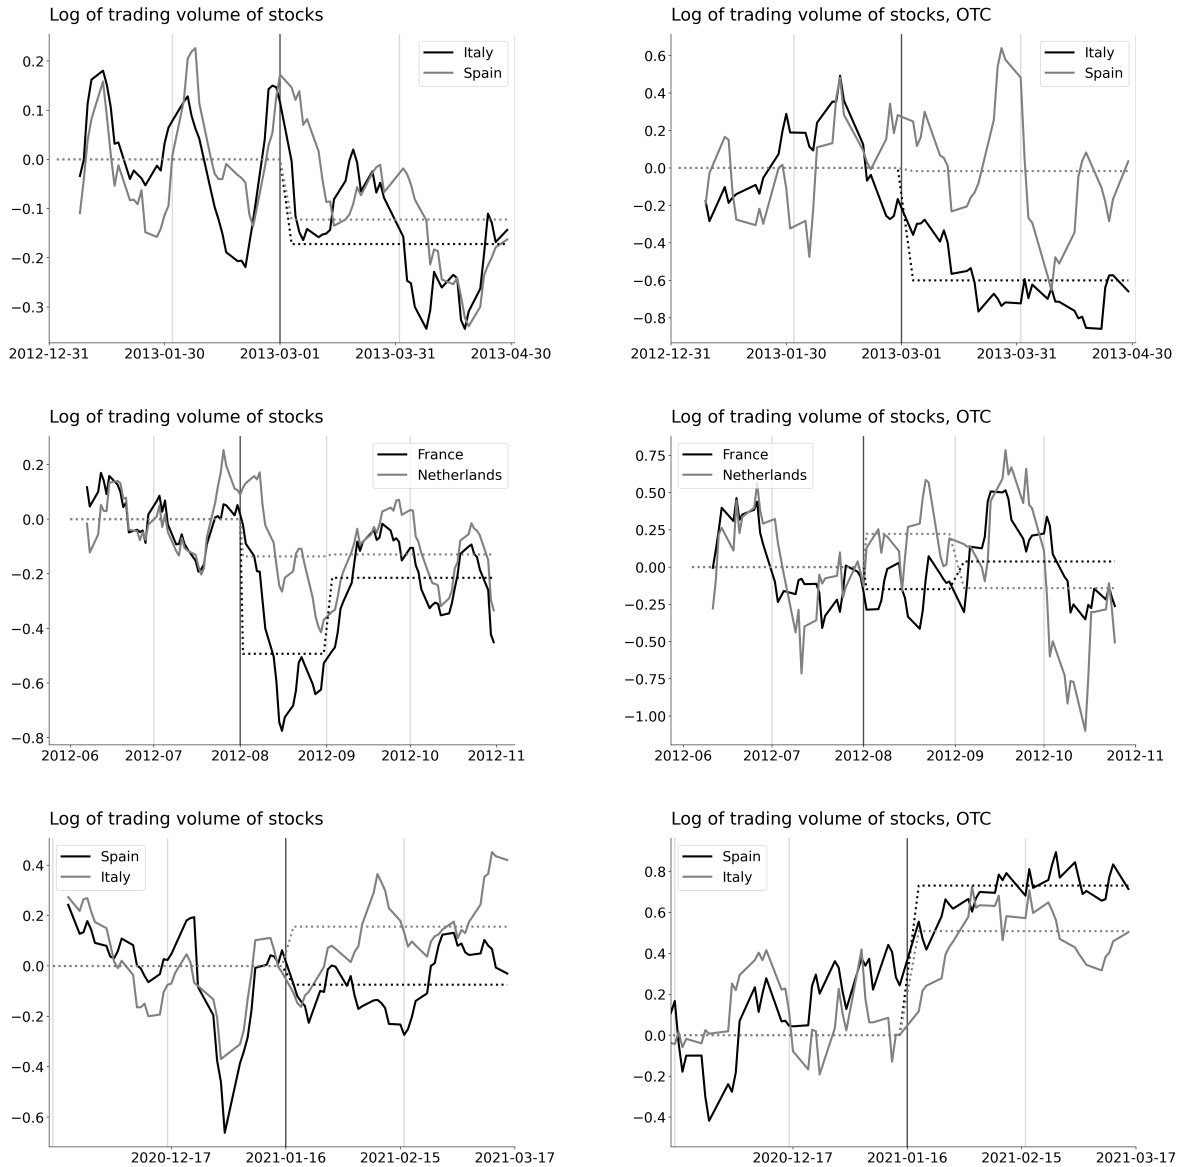 Log of trading volume of stocks
0.2
0.1
0.0
−0.1
−0.2
−0.3
Italy
Spain
2012-12-31 2013-01-30 2013-03-01 2013-03-31 2013-04-30
Log of trading volume of stocks, OTC
0.6
0.4
0.2
0.0
−0.2
−0.4
−0.6
−0.8
Italy
Spain
2012-12-31 2013-01-30 2013-03-01 2013-03-31 2013-04-30
Log of trading volume of stocks
0.2
0.0
−0.2
−0.4
−0.6
−0.8
France
Netherlands
2012-06 2012-07 2012-08 2012-09 2012-10 2012-11
Log of trading volume of stocks, OTC
0.75
0.50
0.25
0.00
−0.25
−0.50
−0.75
−1.00
France
Netherlands
2012-06 2012-07 2012-08 2012-09 2012-10 2012-11
Log of trading volume of stocks
0.4
0.2
0.0
−0.2
−0.4
−0.6
Spain
Italy
2020-12-17 2021-01-16 2021-02-15 2021-03-17
Log of trading volume of stocks, OTC
0.8
0.6
0.4
0.2
0.0
−0.2
−0.4
Spain
Italy
2020-12-17 2021-01-16 2021-02-15 2021-03-17